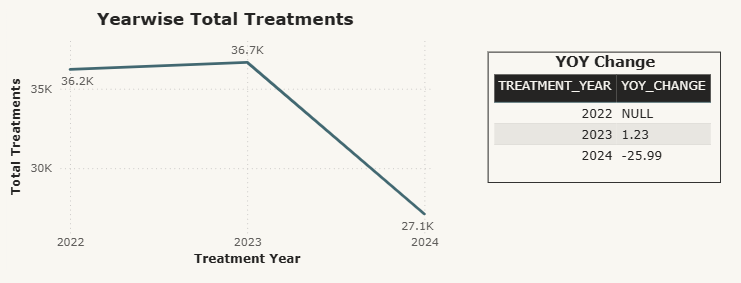 Yearwise Total Treatments
36.7K
36.2K
35K
30K
27.1K
Total Treatments
2022 2023 2024
Treatment Year
YOY Change
TREATMENT_YEAR YOY_CHANGE
2022 NULL
2023 1.23
2024 -25.99